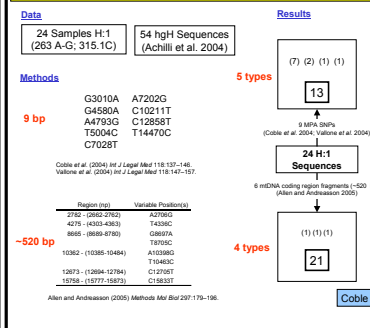 Data
24 Samples H:1
(263 A-G; 315.1C)
54 hgH Sequences
(Achilli et al. 2004)
Methods
9 bp
G3010A A7202G
G4580A C10211T
A4793G C12858T
T5004C T14470C
C7028T
Coble et al. (2004) Int J Legal Med 118:137–146.
Vallone et al. (2004) Int J Legal Med 118:147–157.
~520 bp
Region (np) Variable Position(s)
2782 - (2662-2762) A2706G
4275 - (4303-4363) T4336C
8665 - (8689-8780) G8697A
T8705C
10362 - (10385-10484) A10398G
T10463C
12673 - (12694-12784) C12705T
15758 - (15777-15873) C15833T
Allen and Andreasson (2005) Methods Mol Biol 297:179–196.
Results
5 types
(7) (2) (1) (1)
13
9 MPA SNPs
(Coble et al. 2004; Vallone et al. 2004)
24 H:1
Sequences
6 mtDNA coding region fragments (~520
(Allen and Andreasson 2005)
4 types
(1) (1) (1)
21
Coble